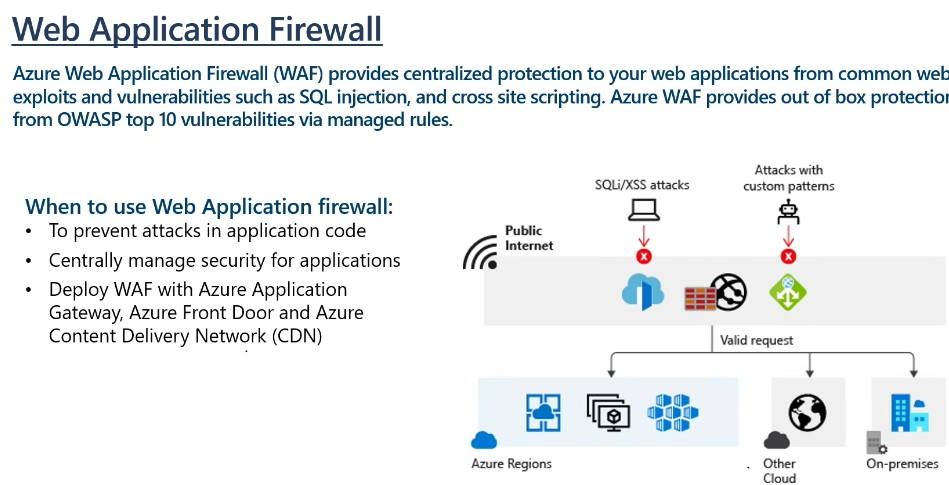 Web Application Firewall
Azure Web Application Firewall (WAF) provides centralized protection to your web applications from common web
exploits and vulnerabilities such as SQL injection, and cross site scripting. Azure WAF provides out of box protection
from OWASP top 10 vulnerabilities via managed rules.
When to use Web Application firewall:
• To prevent attacks in application code
• Centrally manage security for applications
• Deploy WAF with Azure Application
Gateway, Azure Front Door and Azure
Content Delivery Network (CDN)
SQLi/XSS attacks
Attacks with
custom patterns
Public
Internet
X
X
Valid request
Azure Regions
Other
Cloud
On-premises